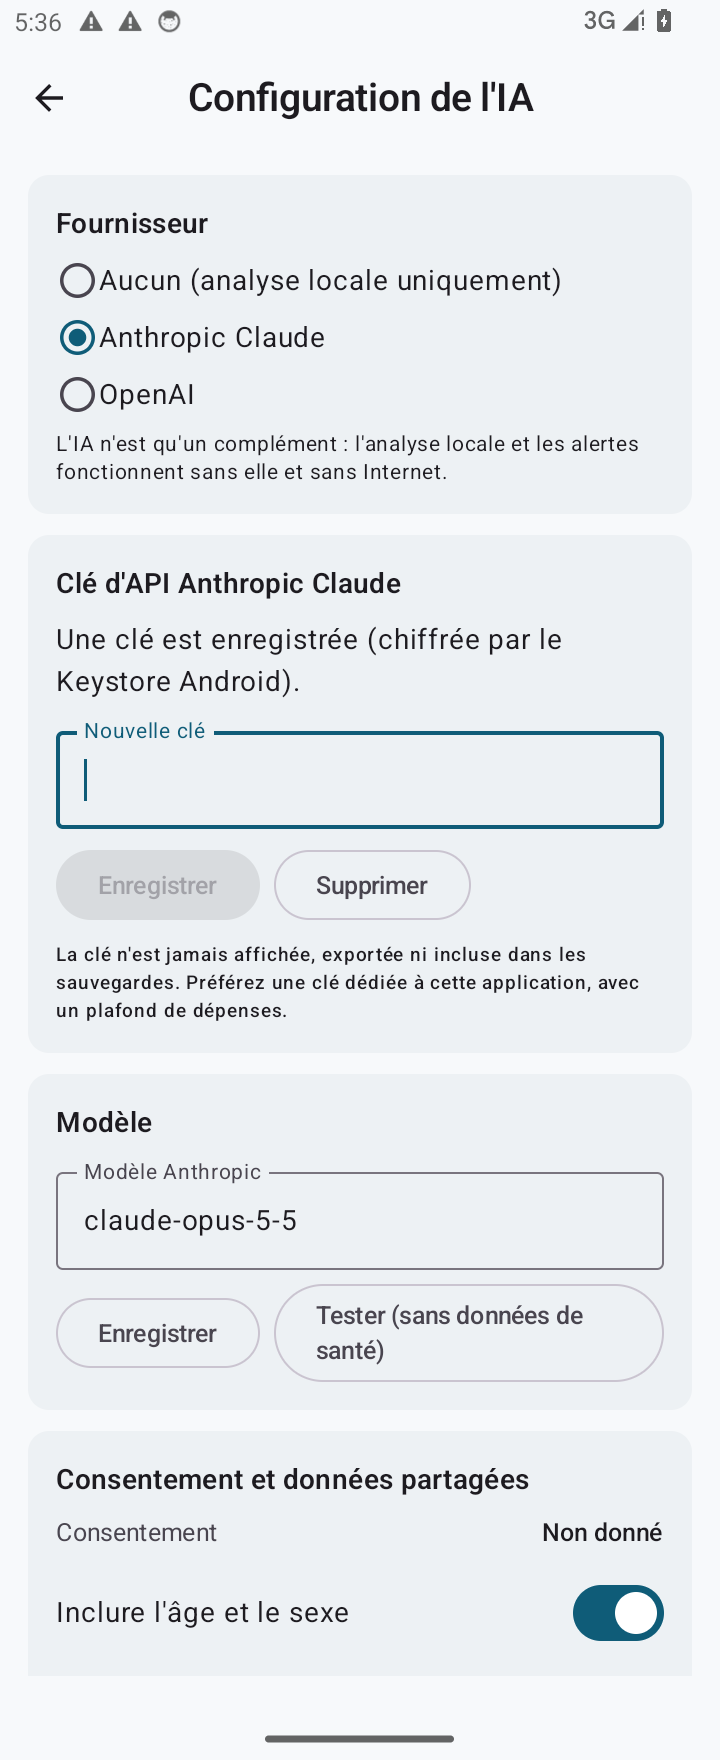 5:36
3G
Configuration de l'IA
Fournisseur
Aucun (analyse locale uniquement)
Anthropic Claude
OpenAI
L'IA n'est qu'un complément : l'analyse locale et les alertes
fonctionnent sans elle et sans Internet.
Clé d'API Anthropic Claude
Une clé est enregistrée (chiffrée par le
Keystore Android).
Nouvelle clé
Enregistrer
Supprimer
La clé n'est jamais affichée, exportée ni incluse dans les
sauvegardes. Préférez une clé dédiée à cette application, avec
un plafond de dépenses.
Modèle
Modèle Anthropic
claude-opus-5-5
Enregistrer
Tester (sans données de
santé)
Consentement et données partagées
Consentement
Non donné
Inclure l'âge et le sexe